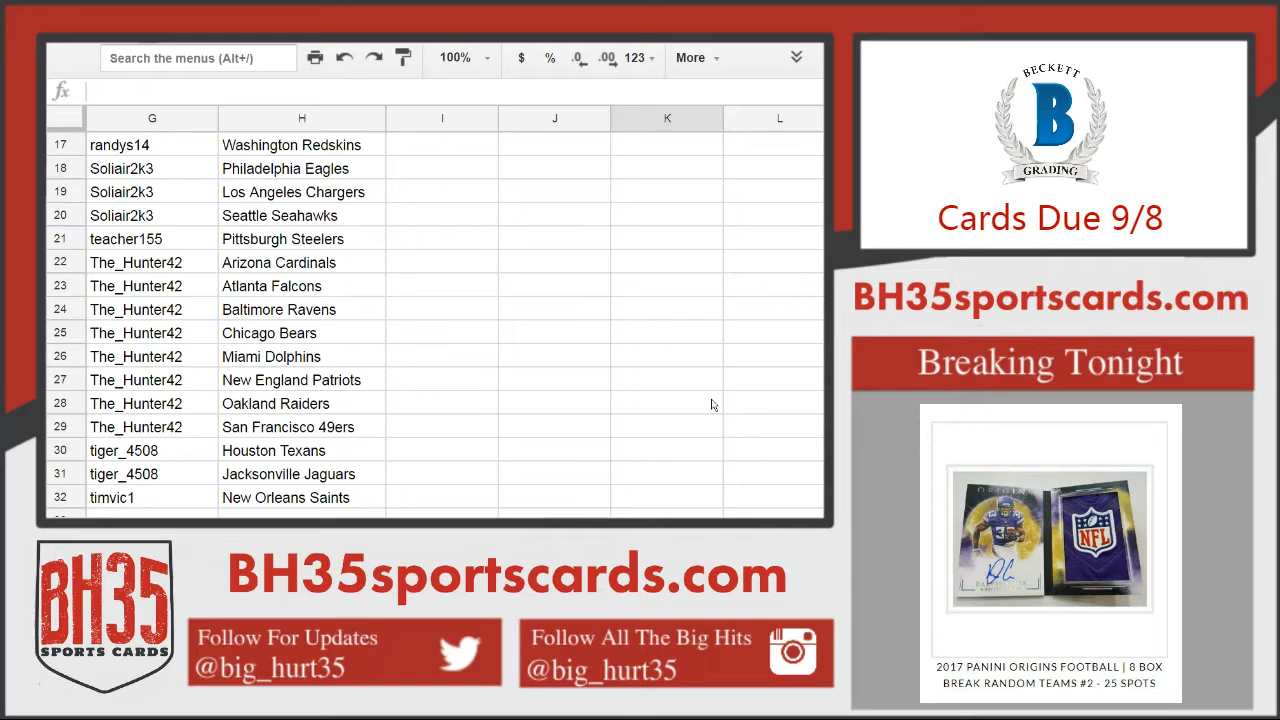 Search the menus (Alt+/)
100%
$ % .0 .00 123 More
fx
G H I J K L
17 randys14 Washington Redskins
18 Soliair2k3 Philadelphia Eagles
19 Soliair2k3 Los Angeles Chargers
20 Soliair2k3 Seattle Seahawks
21 teacher155 Pittsburgh Steelers
22 The_Hunter42 Arizona Cardinals
23 The_Hunter42 Atlanta Falcons
24 The_Hunter42 Baltimore Ravens
25 The_Hunter42 Chicago Bears
26 The_Hunter42 Miami Dolphins
27 The_Hunter42 New England Patriots
28 The_Hunter42 Oakland Raiders
29 The_Hunter42 San Francisco 49ers
30 tiger_4508 Houston Texans
31 tiger_4508 Jacksonville Jaguars
32 timvic1 New Orleans Saints
BECKETT
B
GRADING
Cards Due 9/8
BH35sportscards.com
Breaking Tonight
ORIGINS
NFL
2017 PANINI ORIGINS FOOTBALL | 8 BOX
BREAK RANDOM TEAMS #2 - 25 SPOTS
BH35
SPORTS CARDS
BH35sportscards.com
Follow For Updates
@big_hurt35
Follow All The Big Hits
@big_hurt35